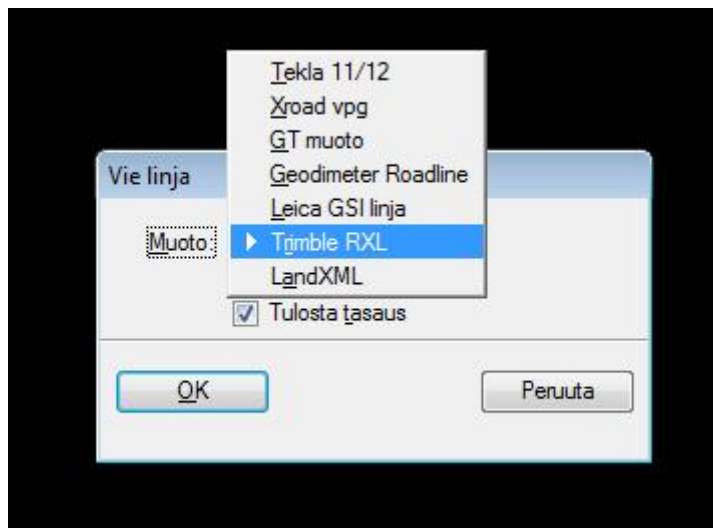 Tekla 11/12
Xroad vpg
GT muoto
Vie linja
Geodimeter Roadline
Leica GSI linja
Muoto:
Trimble RXL
LandXML
Tulosta tasaus
OK
Peruuta